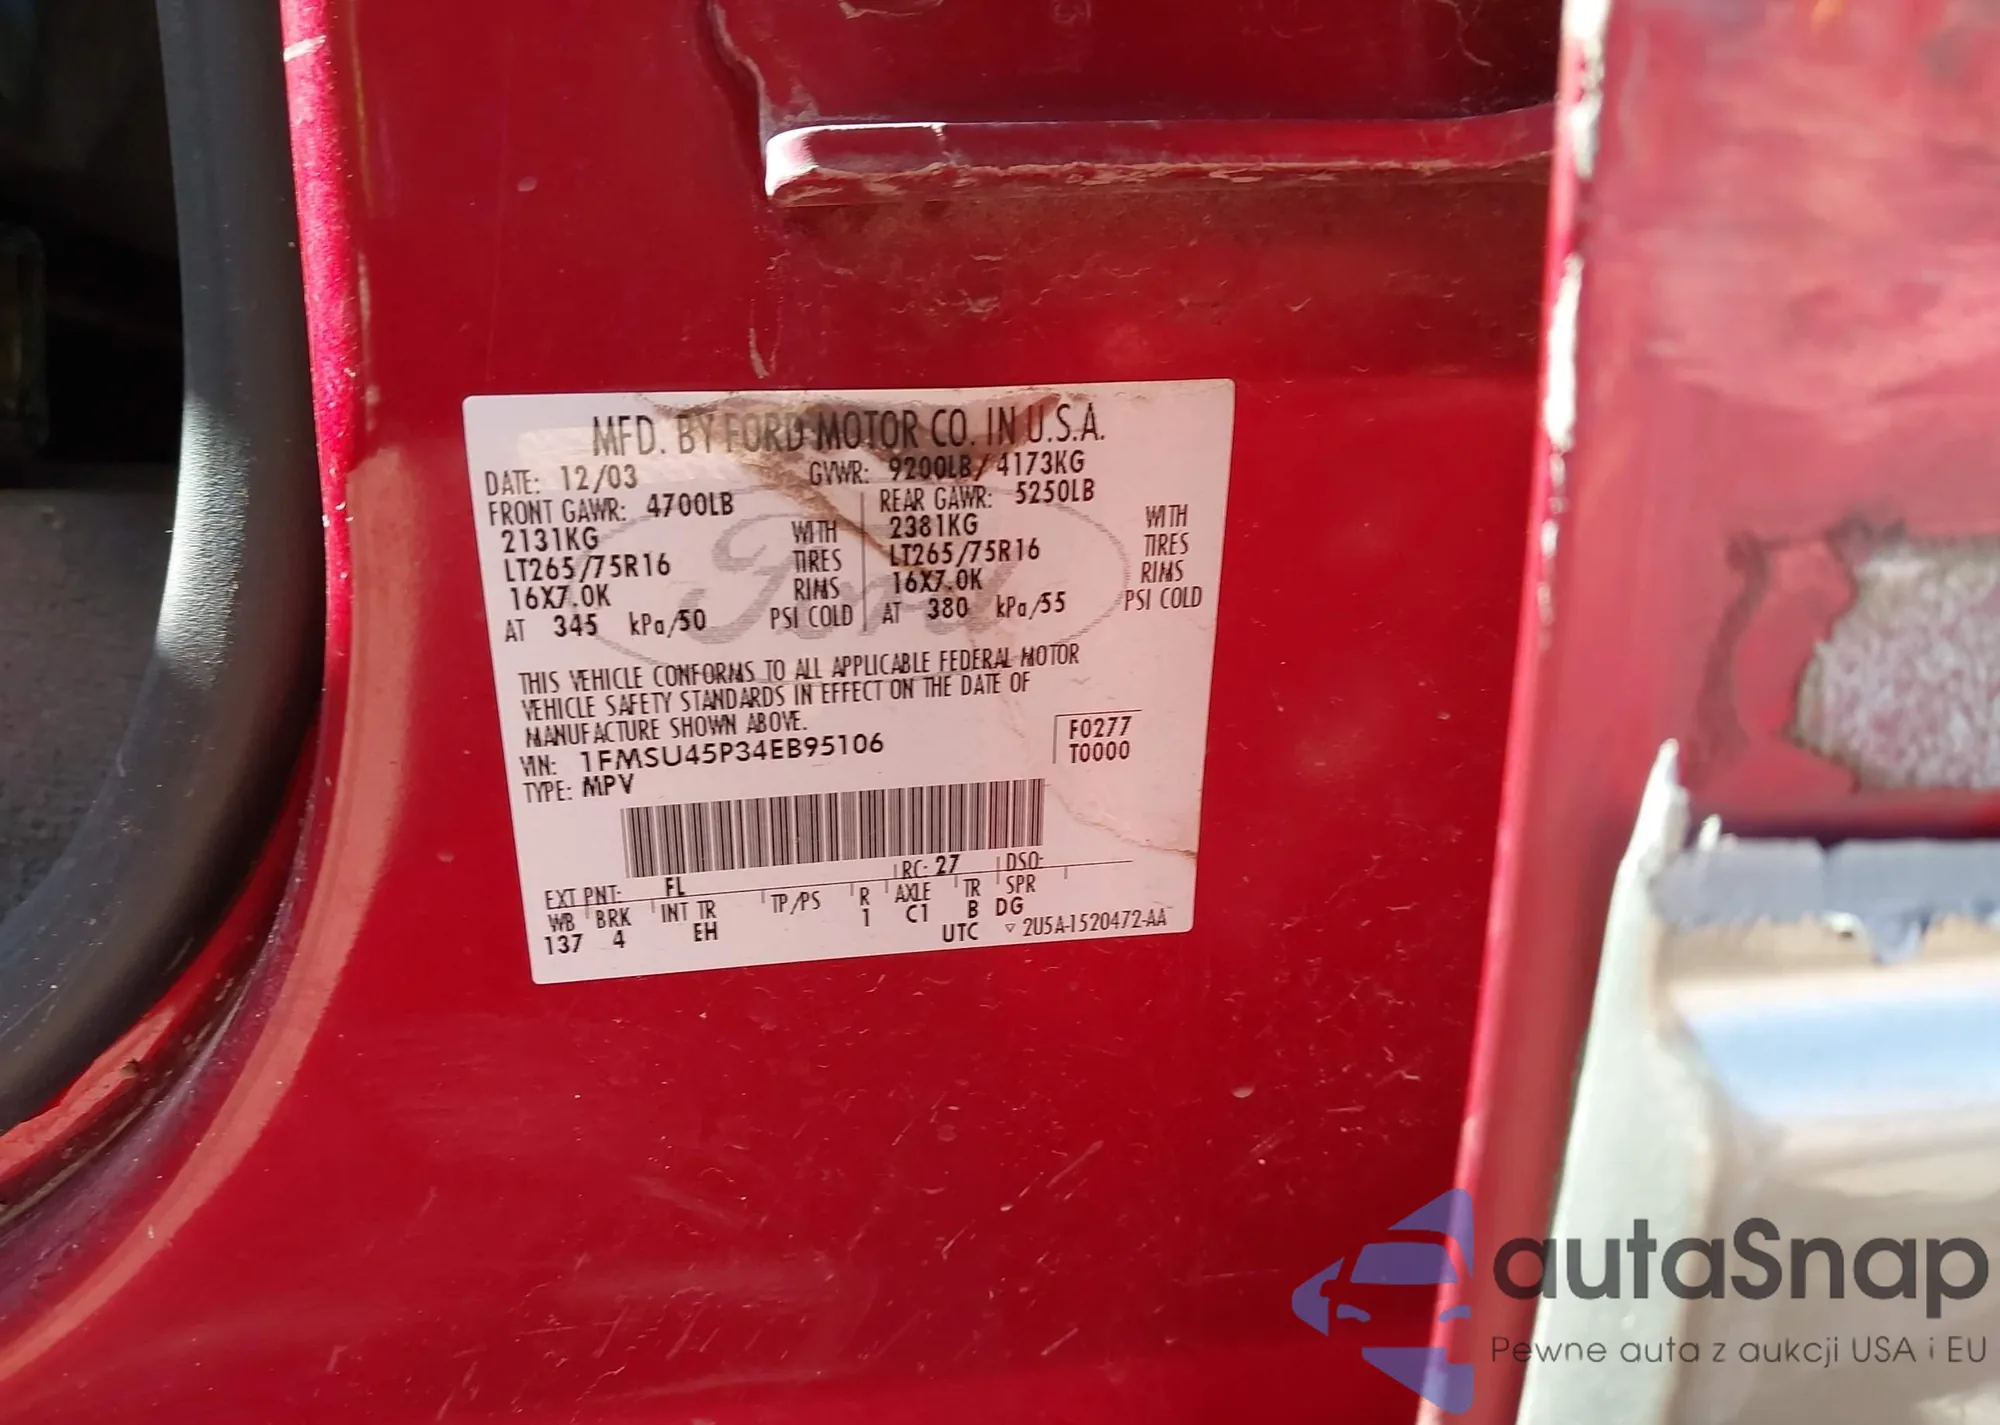 MFD. BY FORD MOTOR CO. IN U.S.A.
DATE: 12/03 GVWR: 9200LB/ 4173KG
FRONT GAWR: 4700LB REAR GAWR: 5250LB
2131KG WITH 2381KG WITH
LT265/75R16 TIRES LT265/75R16 TIRES
16X7.0K RIMS 16X7.0K RIMS
AT 345 kPa/50 PSI COLD AT 380 kPa/55 PSI COLD
Ford
THIS VEHICLE CONFORMS TO ALL APPLICABLE FEDERAL MOTOR
VEHICLE SAFETY STANDARDS IN EFFECT ON THE DATE OF
MANUFACTURE SHOWN ABOVE.
VIN: 1FMSU45P34EB95106 F0277
TYPE: MPV T0000
EXT PNT: FL RC: 27 DSO:
WB BRK INT TR TP/PS R AXLE TR SPR
137 4 EH 1 C1 B DG
UTC ▽ 2U5A-1520472-AA
autaSnap
Pewne auta z aukcji USA i EU